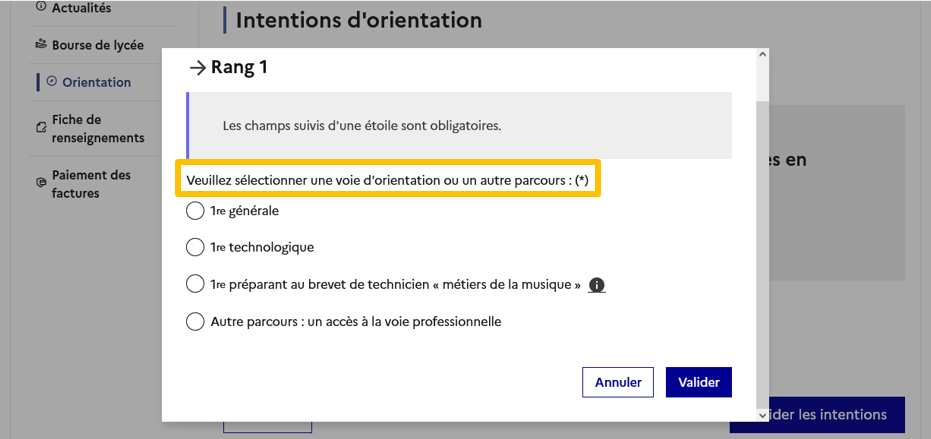 Actualités
Bourse de lycée
Orientation
Fiche de
renseignements
Paiement des
factures
Intentions d'orientation
Rang 1
Les champs suivis d'une étoile sont obligatoires.
Veuillez sélectionner une voie d'orientation ou un autre parcours : (*)
1re générale
1re technologique
1re préparant au brevet de technicien « métiers de la musique »
Autre parcours : un accès à la voie professionnelle
Annuler
Valider
en
les intentions